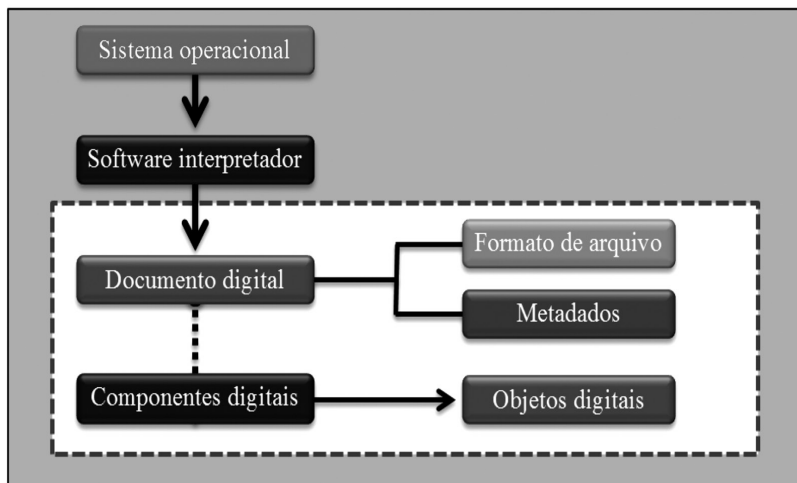 Sistema operacional
Software interpretador
Documento digital
Formato de arquivo
Metadados
Componentes digitais
Objetos digitais